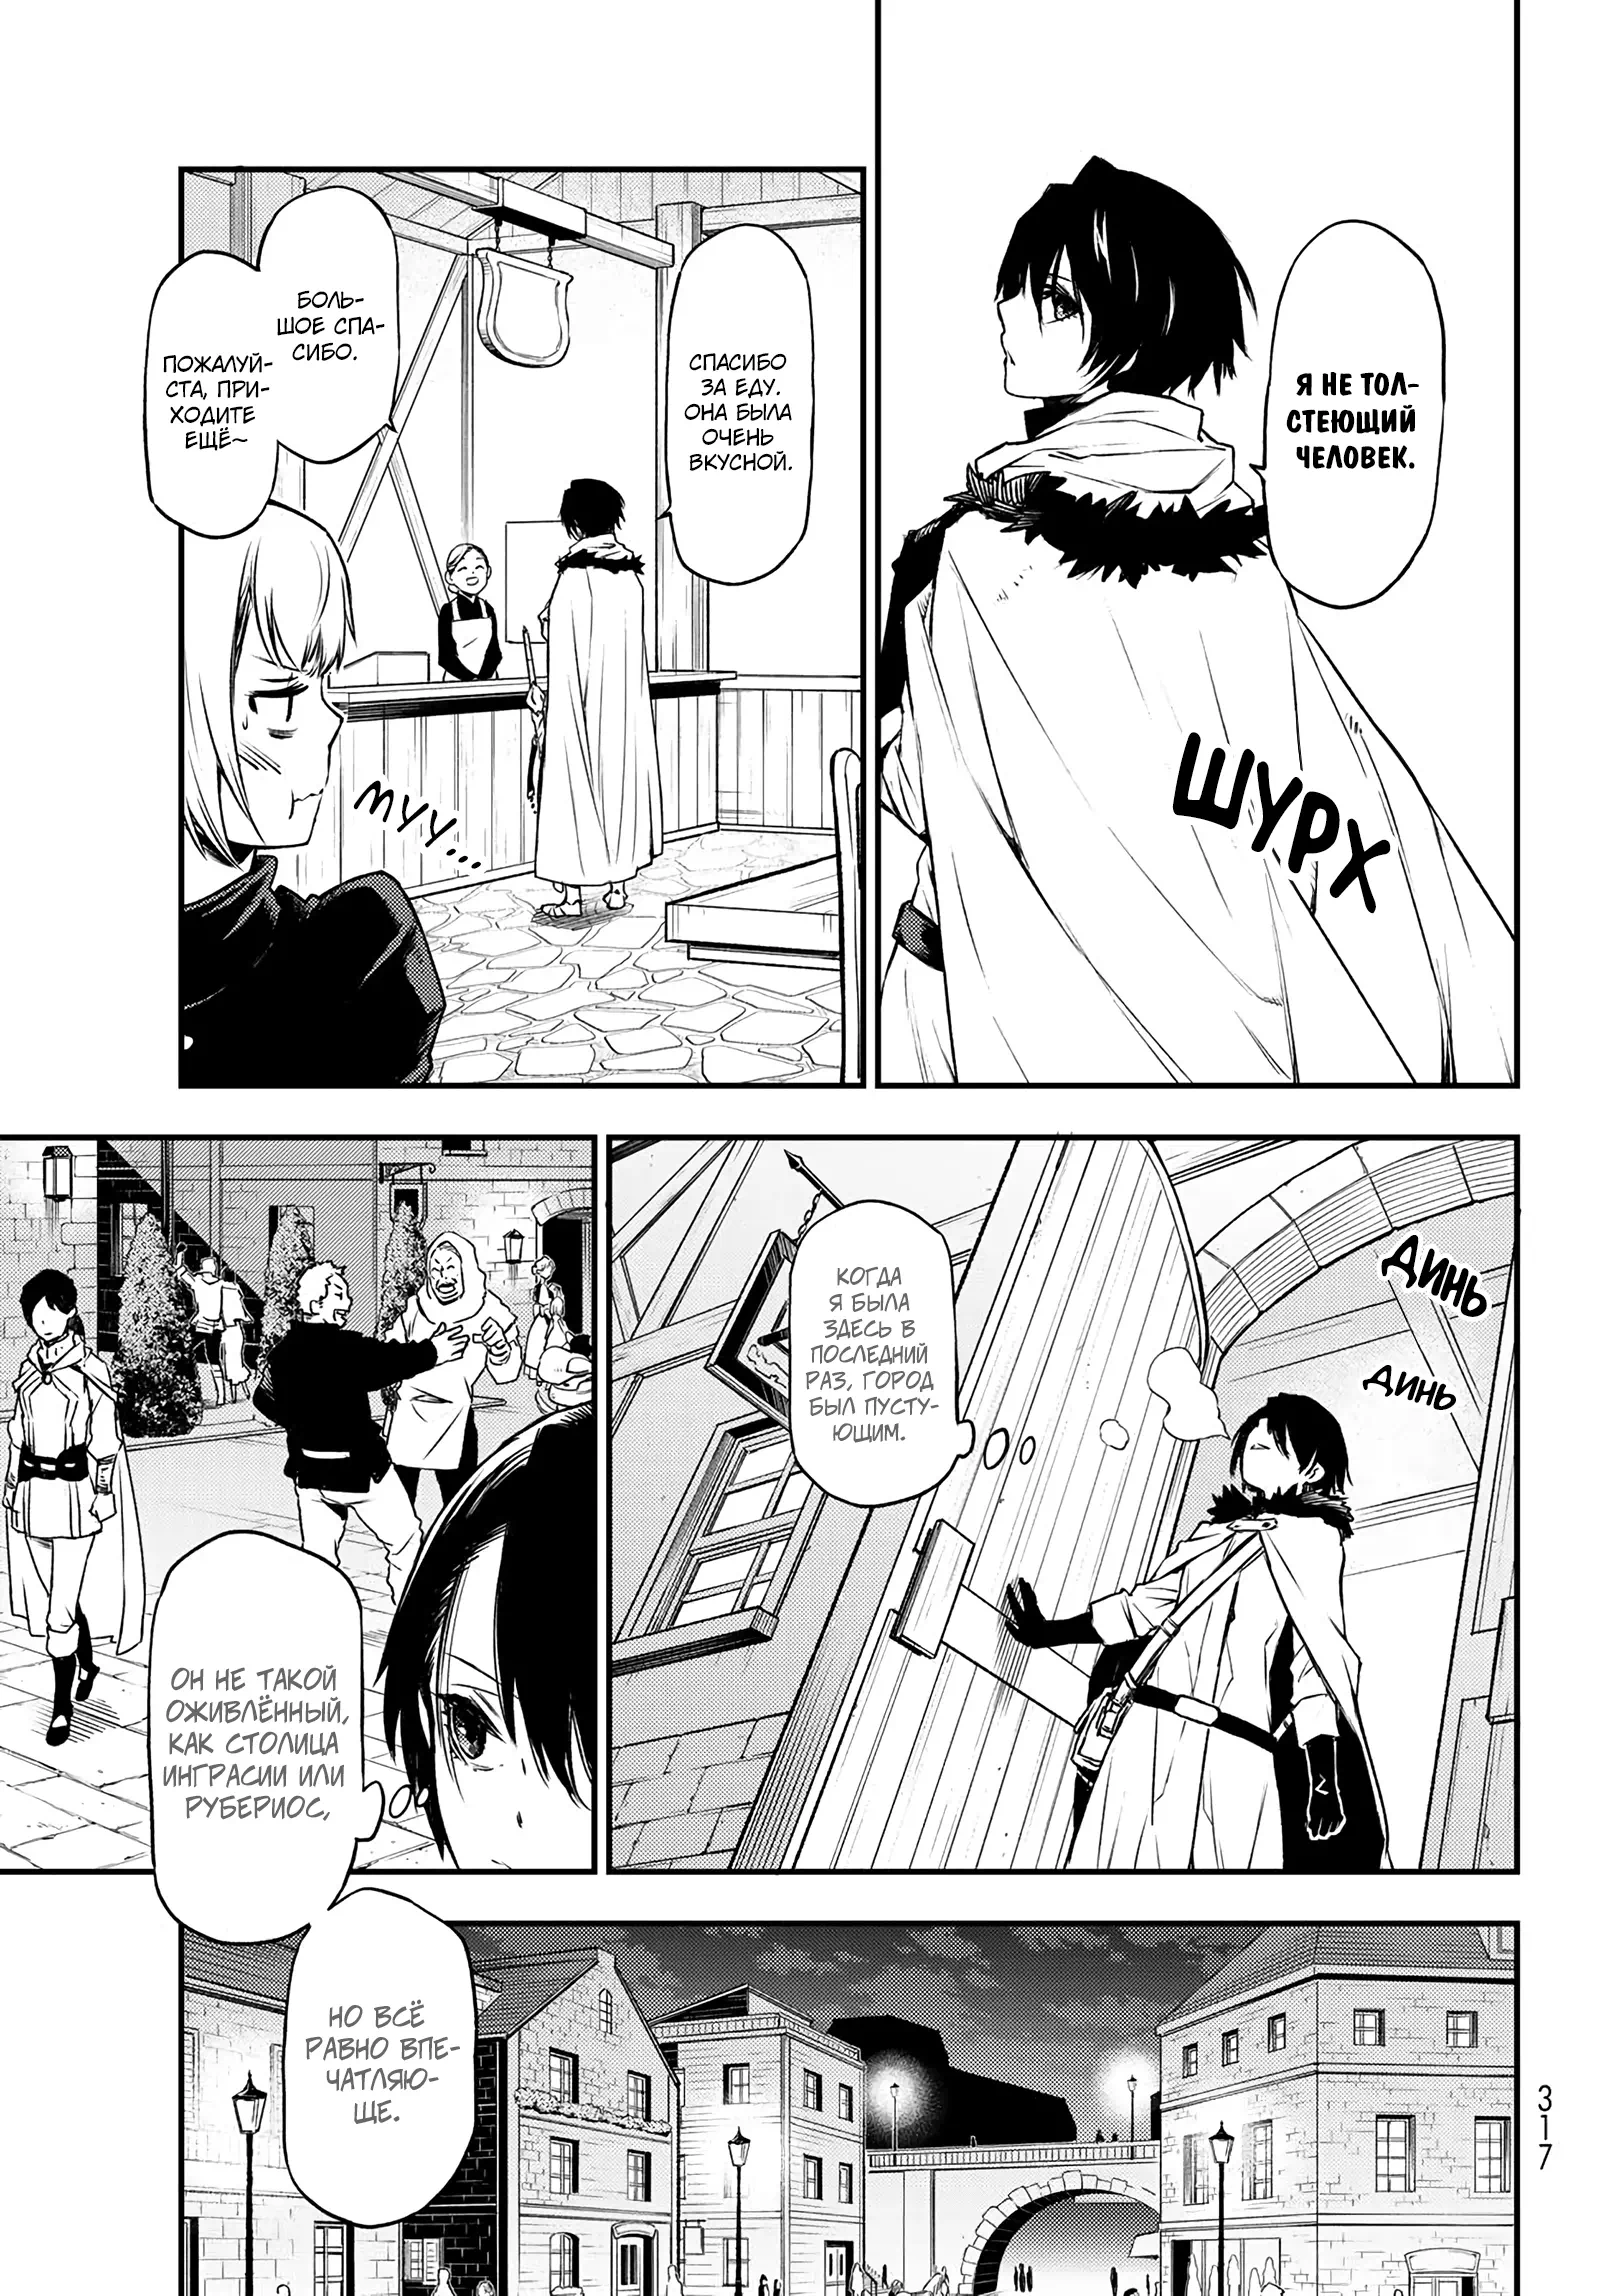 Я НЕ ТОЛ-
СТЕЮЩИЙ
ЧЕЛОВЕК.
ШУРХ
СПАСИБО
ЗА ЕДУ.
ОНА БЫЛА
ОЧЕНЬ
ВКУСНОЙ.
БОЛЬ-
ШОЕ СПА-
СИБО.
ПОЖАЛУЙ-
СТА, ПРИ-
ХОДИТЕ
ЕЩЁ~
МУУ...
ДИНЬ
ДИНЬ
КОГДА
Я БЫЛА
ЗДЕСЬ В
ПОСЛЕДНИЙ
РАЗ, ГОРОД
БЫЛ ПУСТУ-
ЮЩИМ.
ОН НЕ ТАКОЙ
ОЖИВЛЁННЫЙ,
КАК СТОЛИЦА
ИНГРАСИИ ИЛИ
РУБЕРИОС,
НО ВСЁ
РАВНО ВПЕ-
ЧАТЛЯЮ-
ЩЕ.
317